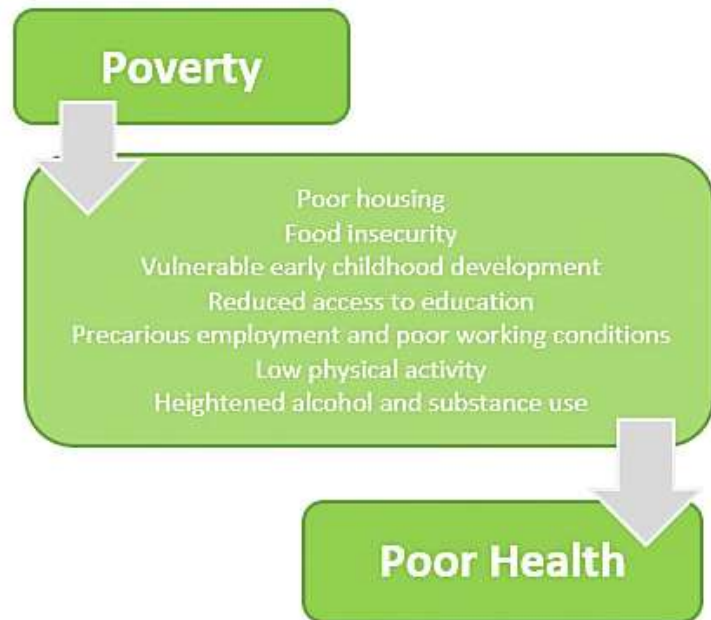 Poverty
Poor housing
Food insecurity
Vulnerable early childhood development
Reduced access to education
Precarious employment and poor working conditions
Low physical activity
Heightened alcohol and substance use
Poor Health